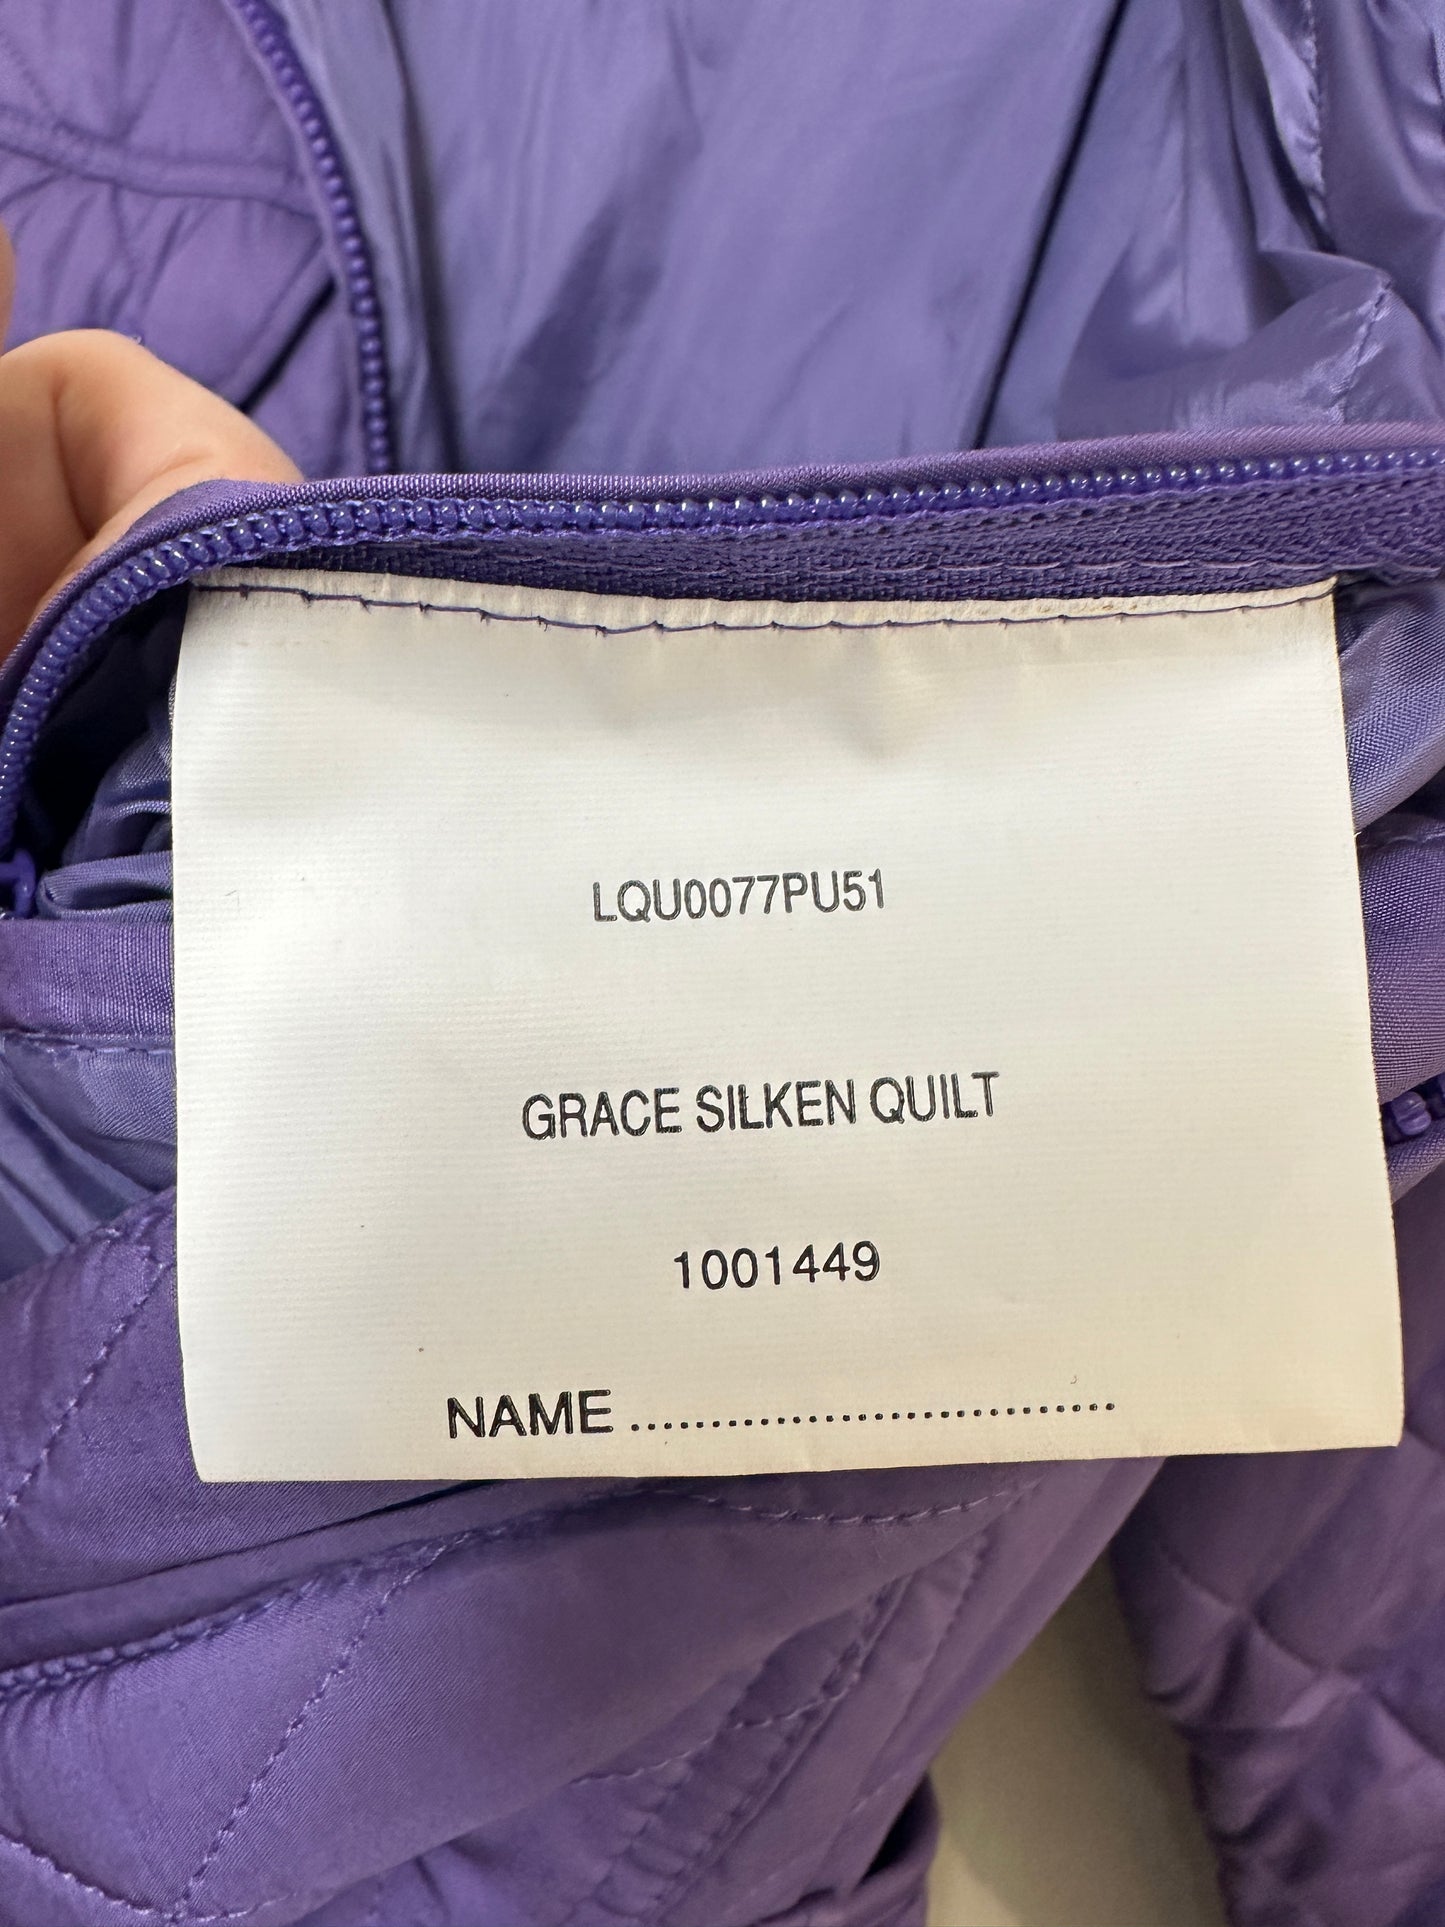 LQU0077PU51
GRACE SILKEN QUILT
1001449
NAME ..............................